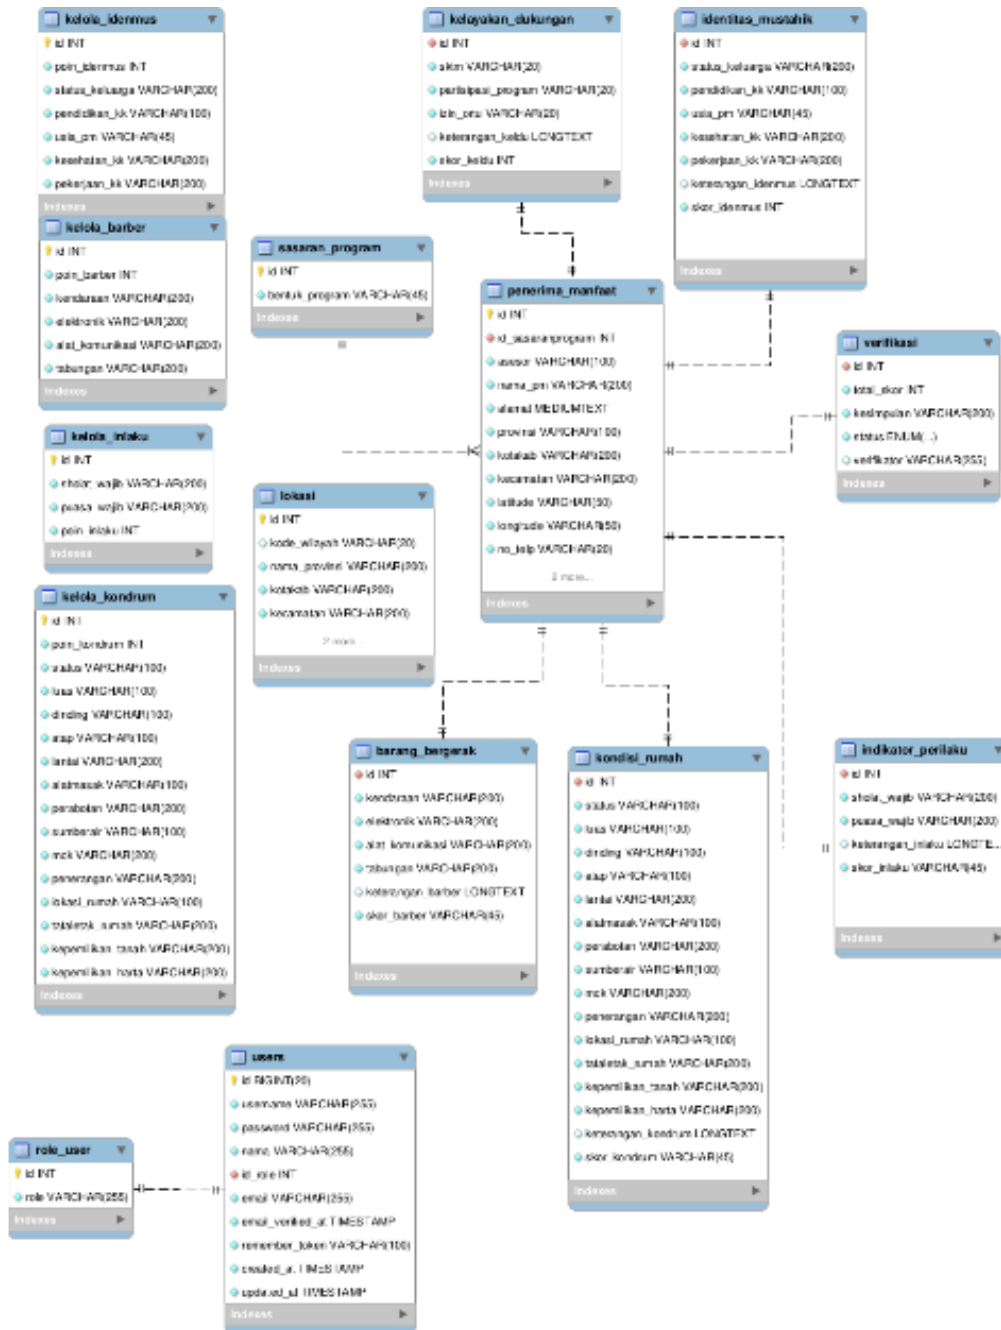 kelola_idenmus
id INT
poin_idenmus INT
status_keluarga VARCHAR(200)
pendidikan_kk VARCHAR(100)
usia_pm VARCHAR(45)
kesehatan_kk VARCHAR(200)
pekerjaan_kk VARCHAR(200)
Indexes
kelola_barber
id INT
poin_barber INT
kendaraan VARCHAR(200)
elektronik VARCHAR(200)
alat_komunikasi VARCHAR(200)
tabungan VARCHAR(200)
Indexes
kelola_inlaku
id INT
sholat_wajib VARCHAR(200)
puasa_wajib VARCHAR(200)
poin_inlaku INT
Indexes
kelola_kondrum
id INT
poin_kondrum INT
status VARCHAR(100)
luas VARCHAR(100)
dinding VARCHAR(100)
atap VARCHAR(100)
lantai VARCHAR(200)
alatmasak VARCHAR(100)
perabotan VARCHAR(200)
sumberair VARCHAR(100)
mck VARCHAR(200)
penerangan VARCHAR(200)
lokasi_rumah VARCHAR(100)
tataletak_rumah VARCHAR(200)
kepemilikan_tanah VARCHAR(200)
kepemilikan_harta VARCHAR(200)
Indexes
sasaran_program
id INT
bentuk_program VARCHAR(45)
Indexes
lokasi
id INT
kode_wilayah VARCHAR(20)
nama_provinsi VARCHAR(200)
kotakab VARCHAR(200)
kecamatan VARCHAR(200)
2 more...
Indexes
kelayakan_dukungan
id INT
sktm VARCHAR(20)
partisipasi_program VARCHAR(20)
izin_ortu VARCHAR(20)
keterangan_keldu LONGTEXT
skor_keldu INT
Indexes
identitas_mustahik
id INT
status_keluarga VARCHAR(200)
pendidikan_kk VARCHAR(100)
usia_pm VARCHAR(45)
kesehatan_kk VARCHAR(200)
pekerjaan_kk VARCHAR(200)
keterangan_idenmus LONGTEXT
skor_idenmus INT
Indexes
penerima_manfaat
id INT
id_sasaranprogram INT
asesor VARCHAR(100)
nama_pm VARCHAR(200)
alamat MEDIUMTEXT
provinsi VARCHAR(100)
kotakab VARCHAR(200)
kecamatan VARCHAR(200)
latitude VARCHAR(50)
longitude VARCHAR(50)
no_telp VARCHAR(20)
2 more...
Indexes
verifikasi
id INT
total_skor INT
kesimpulan VARCHAR(200)
status ENUM(...)
verifikator VARCHAR(255)
Indexes
barang_bergerak
id INT
kendaraan VARCHAR(200)
elektronik VARCHAR(200)
alat_komunikasi VARCHAR(200)
tabungan VARCHAR(200)
keterangan_barber LONGTEXT
skor_barber VARCHAR(45)
Indexes
kondisi_rumah
id INT
status VARCHAR(100)
luas VARCHAR(100)
dinding VARCHAR(100)
atap VARCHAR(100)
lantai VARCHAR(200)
alatmasak VARCHAR(100)
perabotan VARCHAR(200)
sumberair VARCHAR(100)
mck VARCHAR(200)
penerangan VARCHAR(200)
lokasi_rumah VARCHAR(100)
tataletak_rumah VARCHAR(200)
kepemilikan_tanah VARCHAR(200)
kepemilikan_harta VARCHAR(200)
keterangan_kondrum LONGTEXT
skor_kondrum VARCHAR(45)
Indexes
indikator_perilaku
id INT
sholat_wajib VARCHAR(200)
puasa_wajib VARCHAR(200)
keterangan_inlaku LONGTE...
skor_inlaku VARCHAR(45)
Indexes
role_user
id INT
role VARCHAR(255)
Indexes
users
id BIGINT(20)
username VARCHAR(255)
password VARCHAR(255)
nama VARCHAR(255)
id_role INT
email VARCHAR(255)
email_verified_at TIMESTAMP
remember_token VARCHAR(100)
created_at TIMESTAMP
updated_at TIMESTAMP
Indexes